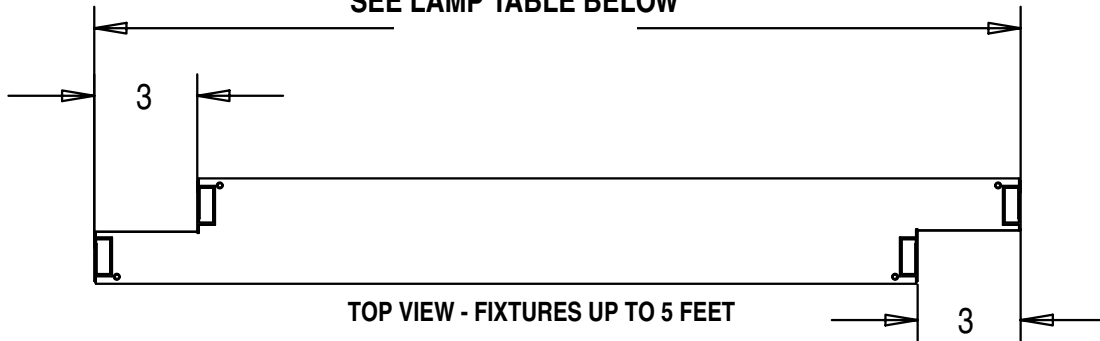 SEE LAMP TABLE BELOW
3
TOP VIEW - FIXTURES UP TO 5 FEET
3